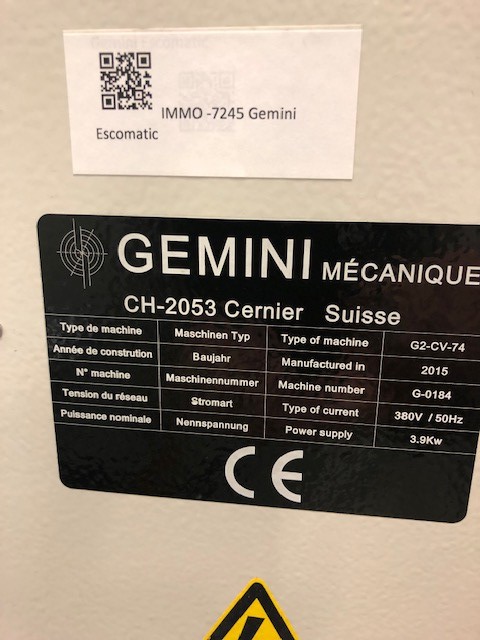 IMMO -7245 Gemini
Escomatic
GEMINI MÉCANIQUE
CH-2053 Cernier Suisse
Type de machine Maschinen Typ Type of machine G2-CV-74
Année de constrution Baujahr Manufactured in 2015
N° machine Maschinennummer Machine number G-0184
Tension du réseau Stromart Type of current 380V / 50Hz
Puissance nominale Nennspannung Power supply 3.9Kw
CE